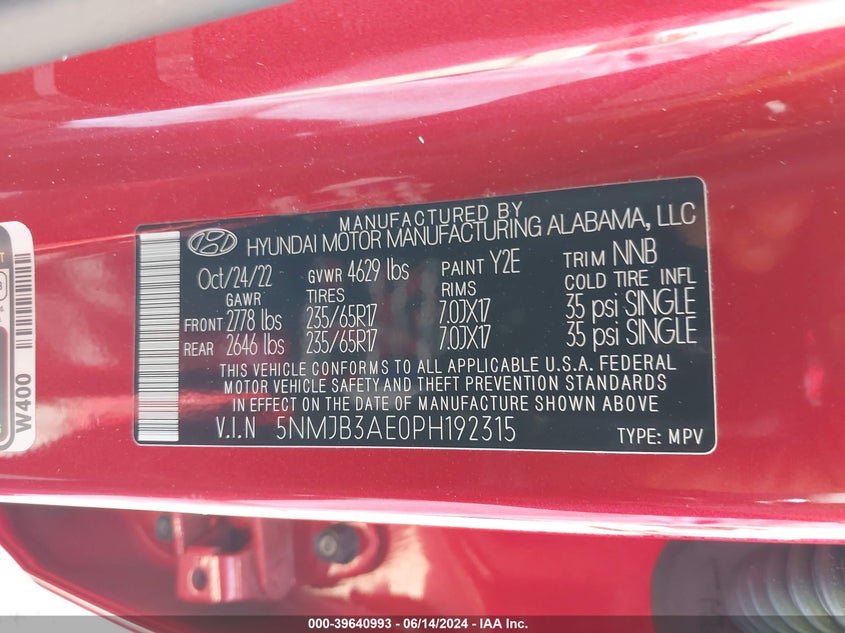 MANUFACTURED BY
HYUNDAI MOTOR MANUFACTURING ALABAMA, LLC
Oct/24/22 GVWR 4629 lbs PAINT Y2E TRIM NNB
GAWR TIRES RIMS COLD TIRE INFL
FRONT 2778 lbs 235/65R17 7.0JX17 35 psi SINGLE
REAR 2646 lbs 235/65R17 7.0JX17 35 psi SINGLE
THIS VEHICLE CONFORMS TO ALL APPLICABLE U.S.A. FEDERAL
MOTOR VEHICLE SAFETY AND THEFT PREVENTION STANDARDS
IN EFFECT ON THE DATE OF MANUFACTURE SHOWN ABOVE
V.I.N 5NMJB3AE0PH192315 TYPE: MPV
W400
000-39640993 - 06/14/2024 - IAA Inc.